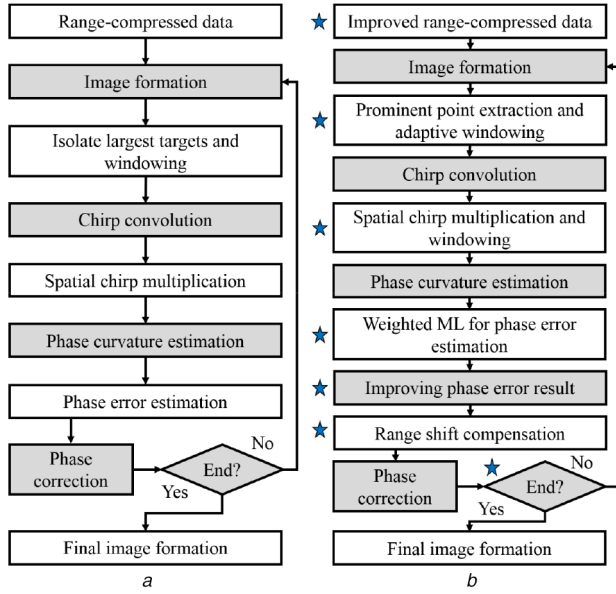 Range-compressed data
Image formation
Isolate largest targets and
windowing
Chirp convolution
Spatial chirp multiplication
Phase curvature estimation
Phase error estimation
Phase
correction
End?
No
Yes
Final image formation
a
Improved range-compressed data
Image formation
Prominent point extraction and
adaptive windowing
Chirp convolution
Spatial chirp multiplication and
windowing
Phase curvature estimation
Weighted ML for phase error
estimation
Improving phase error result
Range shift compensation
Phase
correction
End?
No
Yes
Final image formation
b